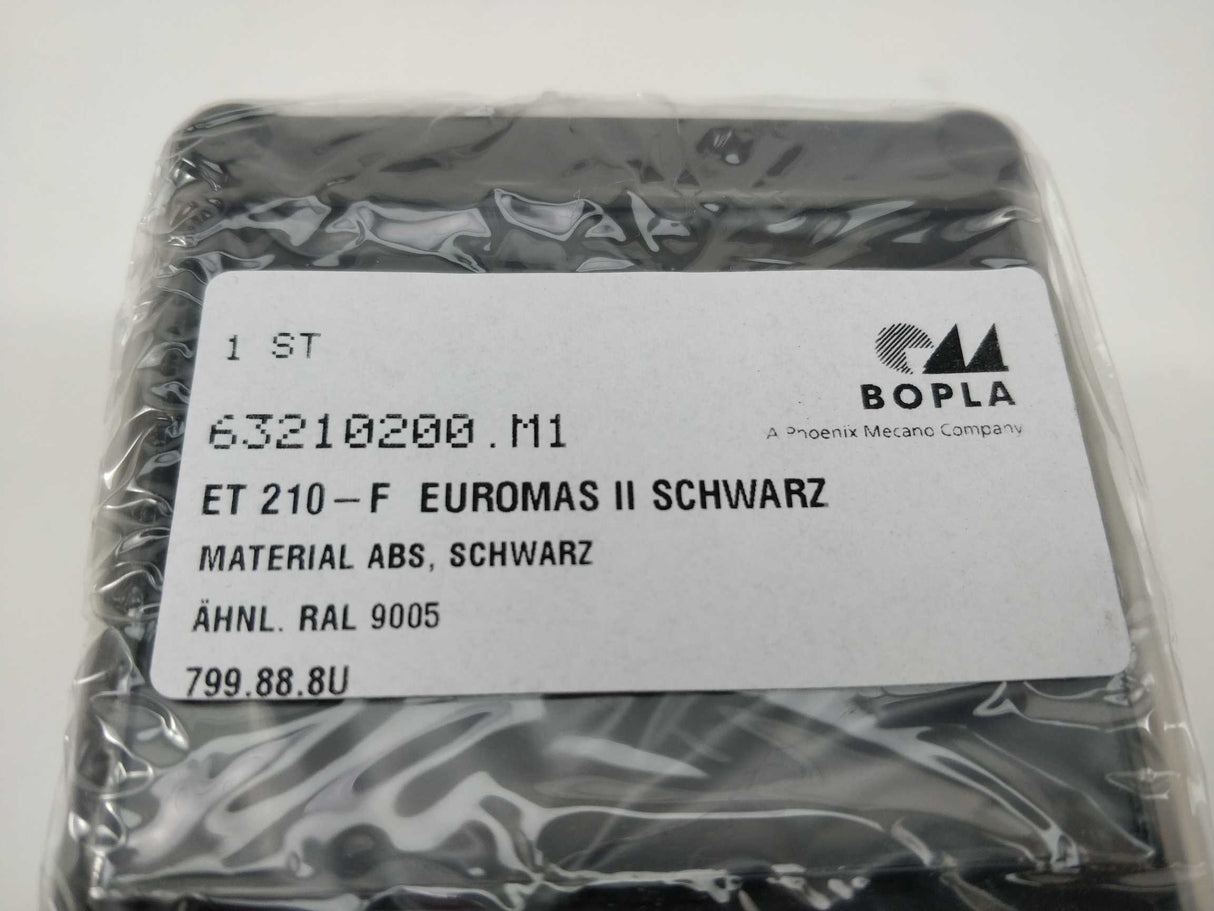 1 ST
BOPLA
A Phoenix Mecano Company
63210200.M1
ET 210-F EUROMAS II SCHWARZ
MATERIAL ABS, SCHWARZ
ÄHNL. RAL 9005
799.88.8U